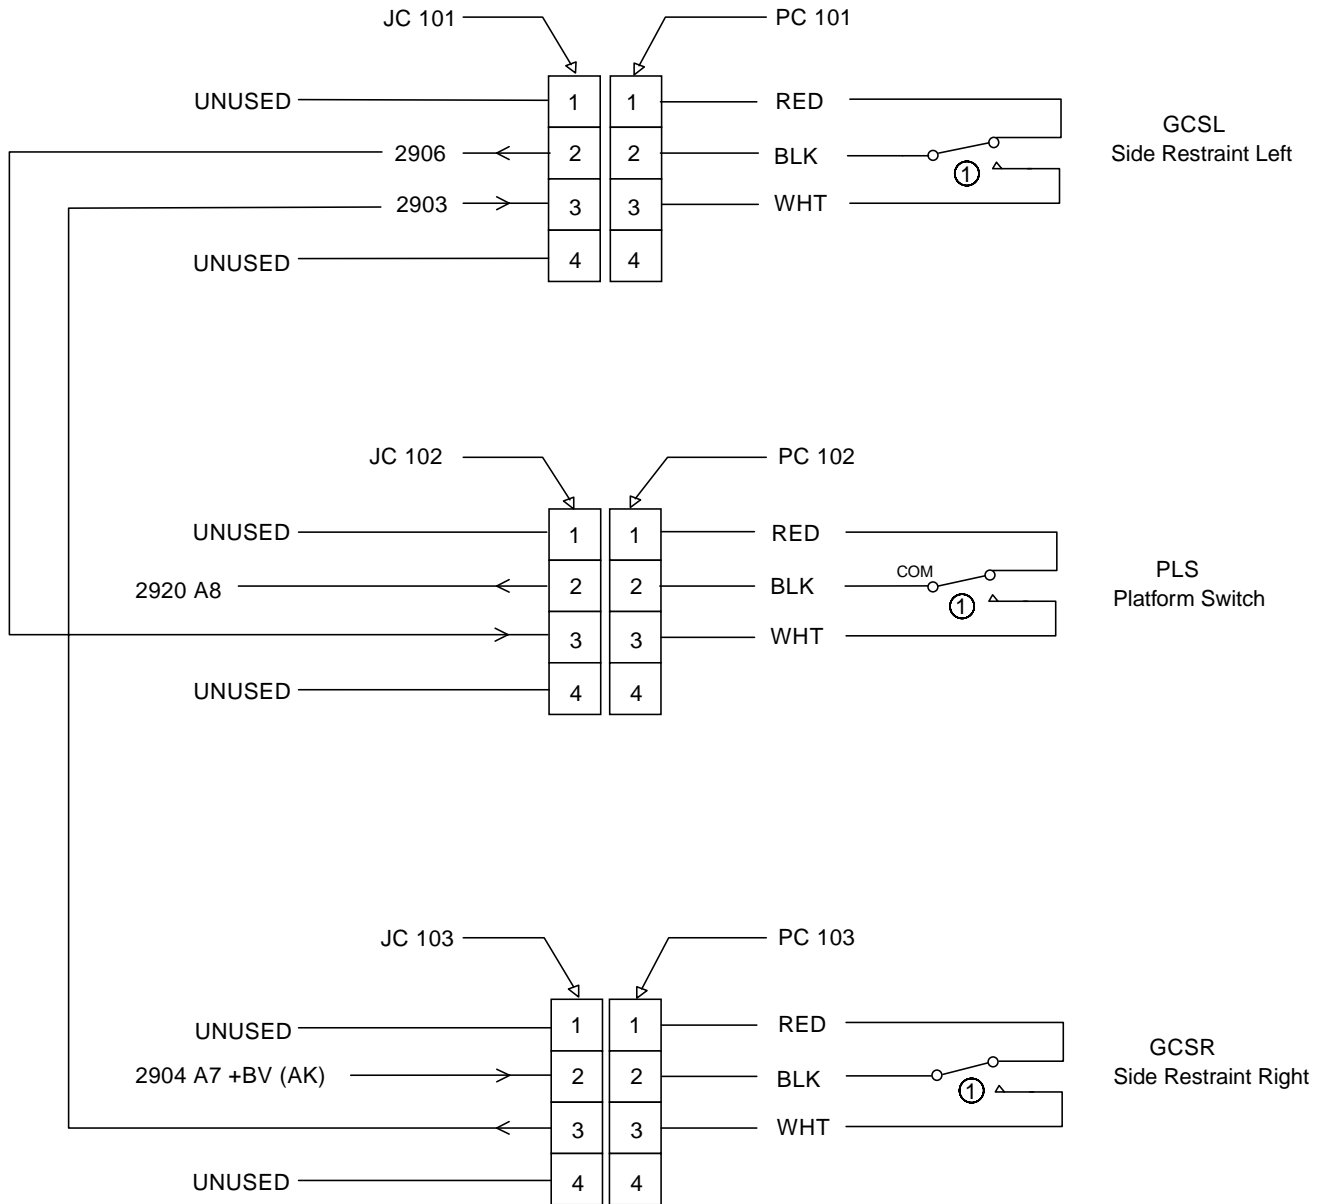 JC 101
PC 101
UNUSED
1
1
RED
GCSL
Side Restraint Left
2906
2
2
BLK
1
2903
3
3
WHT
UNUSED
4
4
JC 102
PC 102
UNUSED
1
1
RED
2920 A8
2
2
BLK
COM
1
PLS
Platform Switch
3
3
WHT
UNUSED
4
4
JC 103
PC 103
UNUSED
1
1
RED
2904 A7 +BV (AK)
2
2
BLK
1
GCSR
Side Restraint Right
3
3
WHT
UNUSED
4
4